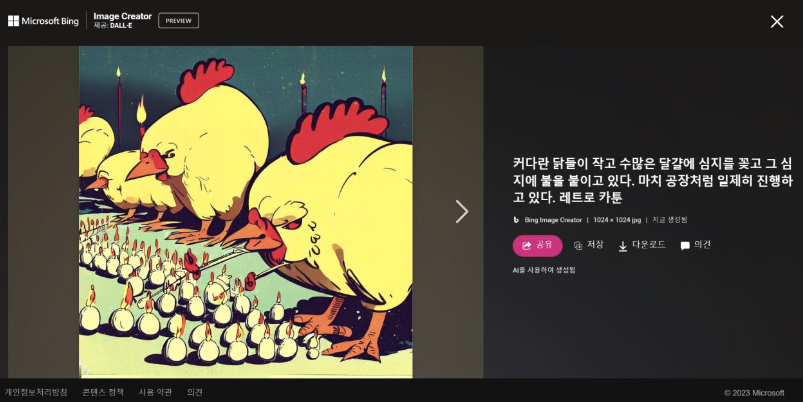 Microsoft Bing
Image Creator
제공: DALL·E
PREVIEW
커다란 닭들이 작고 수많은 달걀에 심지를 꽂고 그 심
지에 불을 붙이고 있다. 마치 공장처럼 일제히 진행하
고 있다. 레트로 카툰
Bing Image Creator | 1024 × 1024 jpg | 지금 생성됨
공유 저장 다운로드 의견
AI를 사용하여 생성됨
개인정보처리방침 콘텐츠 정책 사용 약관 의견
© 2023 Microsoft